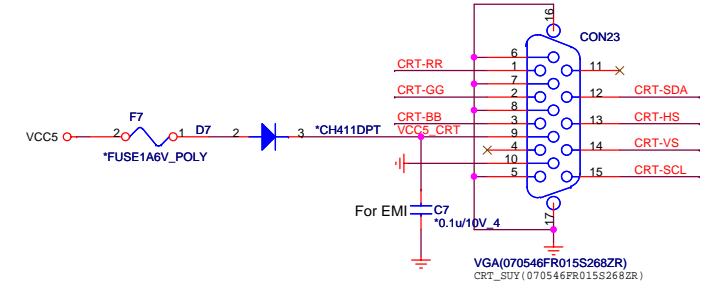 16
CON23
6
CRT-RR
1
11
7
CRT-GG
2
12
CRT-SDA
8
CRT-BB
3
13
CRT-HS
F7
VCC5
2
1
D7
2
3
*CH411DPT
VCC5_CRT
9
4
14
CRT-VS
*FUSE1A6V_POLY
10
5
15
CRT-SCL
For EMI
C7
*0.1u/10V_4
17
VGA(070546FR015S268ZR)
CRT_SUY(070546FR015S268ZR)